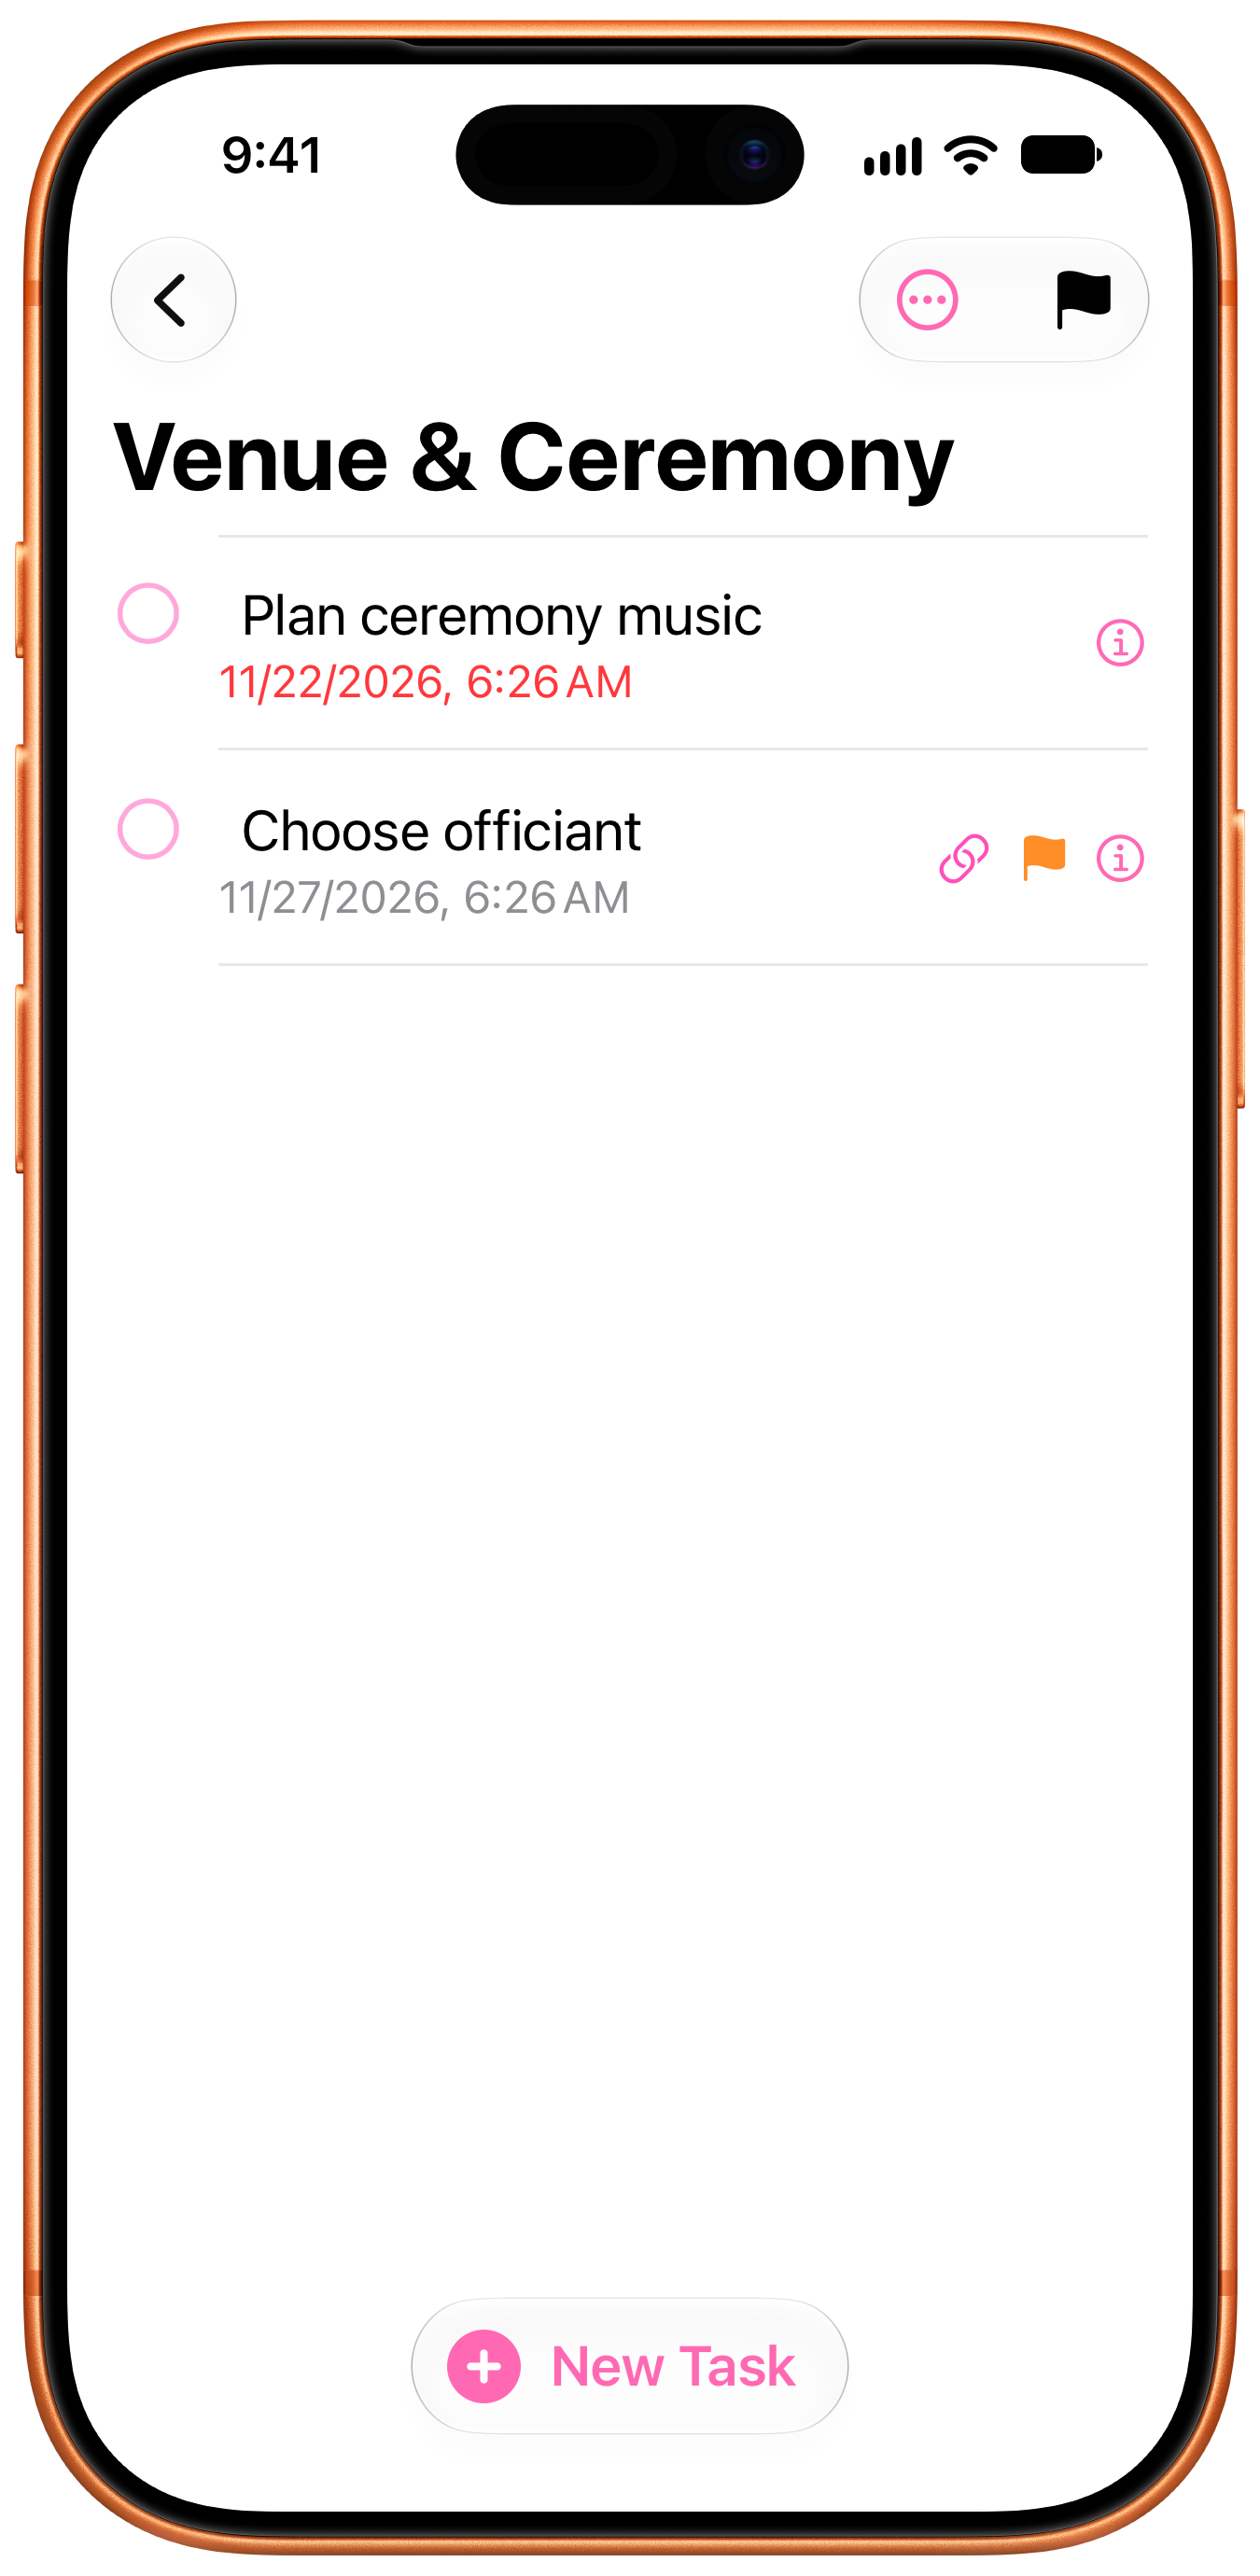 9:41
Venue & Ceremony
Plan ceremony music
11/22/2026, 6:26 AM
Choose officiant
11/27/2026, 6:26 AM
New Task